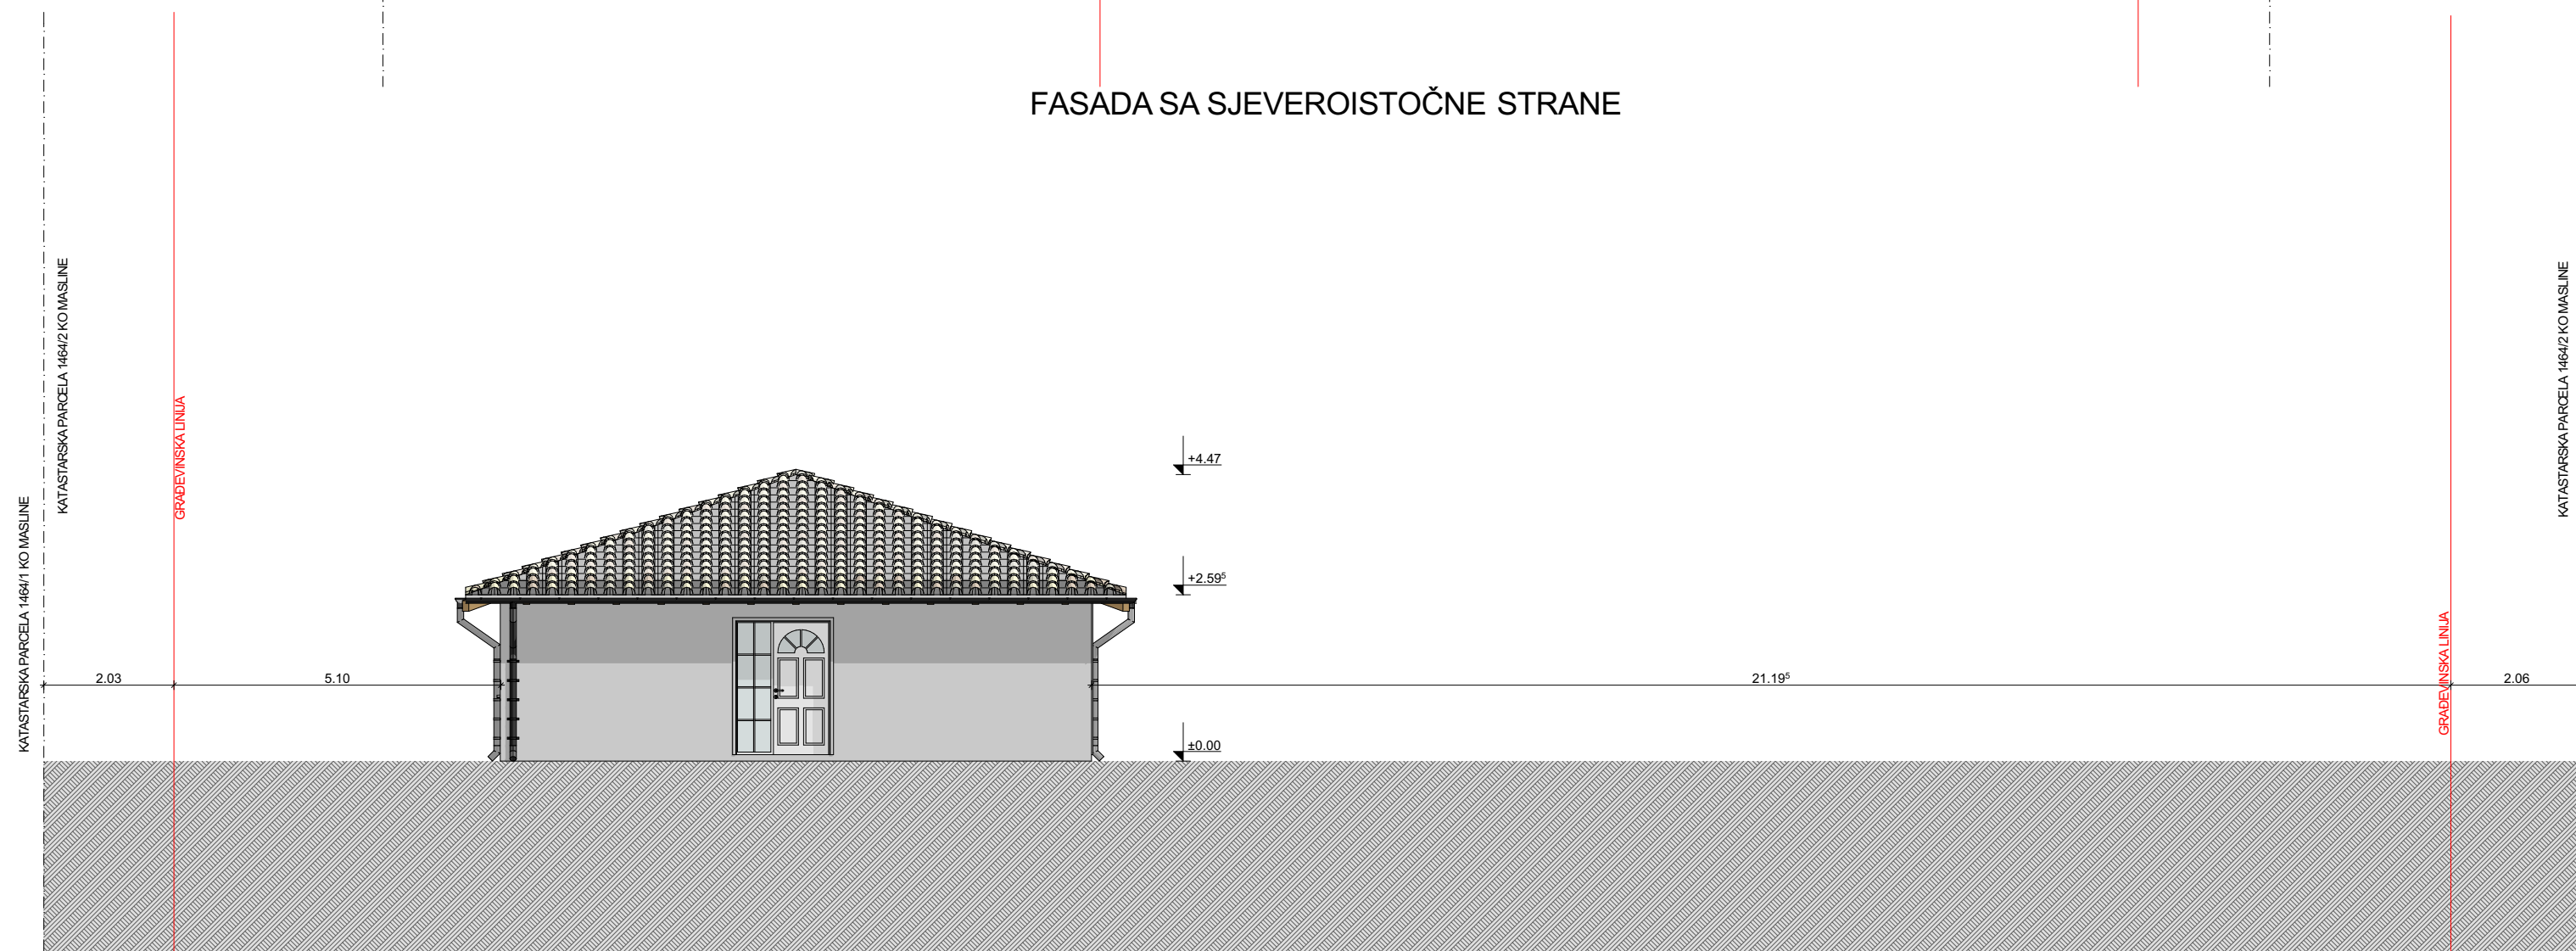 FASADA SA SJEVEROISTOČNE STRANE
KATASTARSKA PARCELA 1464/1 KO MASLINE
KATASTARSKA PARCELA 1464/2 KO MASLINE
GRAĐEVINSKA LINIJA
+4.47
+2.59⁵
±0.00
2.03
5.10
21.19⁵
2.06
GRAĐEVINSKA LINIJA
KATASTARSKA PARCELA 1464/2 KO MASLINE